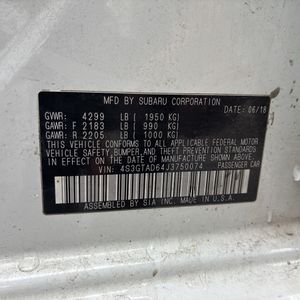 MFD BY SUBARU CORPORATION
DATE: 06/18
GVWR: 4299 LB ( 1950 KG)
GAWR: F 2183 LB ( 990 KG)
GAWR: R 2205 LB ( 1000 KG)
THIS VEHICLE CONFORMS TO ALL APPLICABLE FEDERAL MOTOR
VEHICLE SAFETY, BUMPER, AND THEFT PREVENTION STANDARDS
IN EFFECT ON THE DATE OF MANUFACTURE SHOWN ABOVE.
VIN: 4S3GTAD64J3750074 PASSENGER CAR
ASSEMBLED BY SIA INC. MADE IN U.S.A.